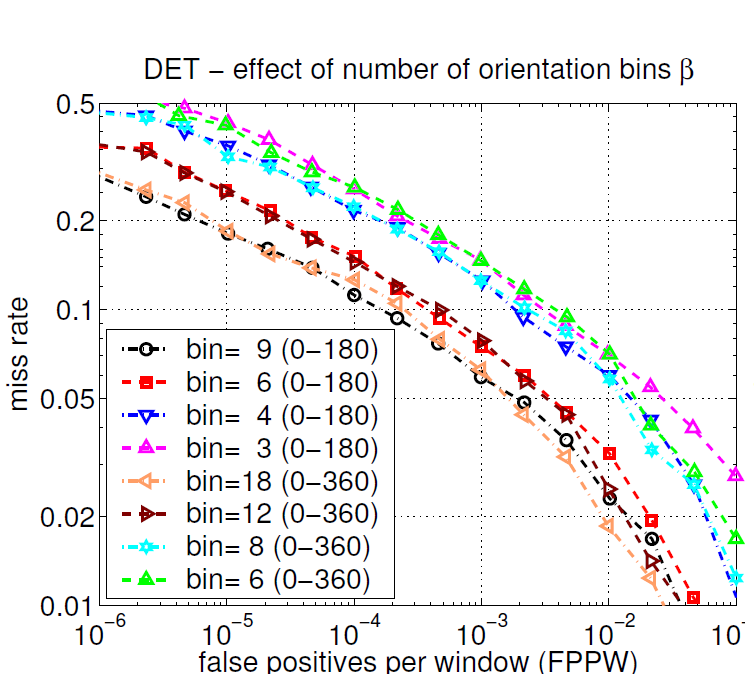 DET – effect of number of orientation bins β
0.5
0.2
0.1
0.05
0.02
0.01
miss rate
bin= 9 (0–180)
bin= 6 (0–180)
bin= 4 (0–180)
bin= 3 (0–180)
bin=18 (0–360)
bin=12 (0–360)
bin= 8 (0–360)
bin= 6 (0–360)
10⁻⁶ 10⁻⁵ 10⁻⁴ 10⁻³ 10⁻² 10
false positives per window (FPPW)